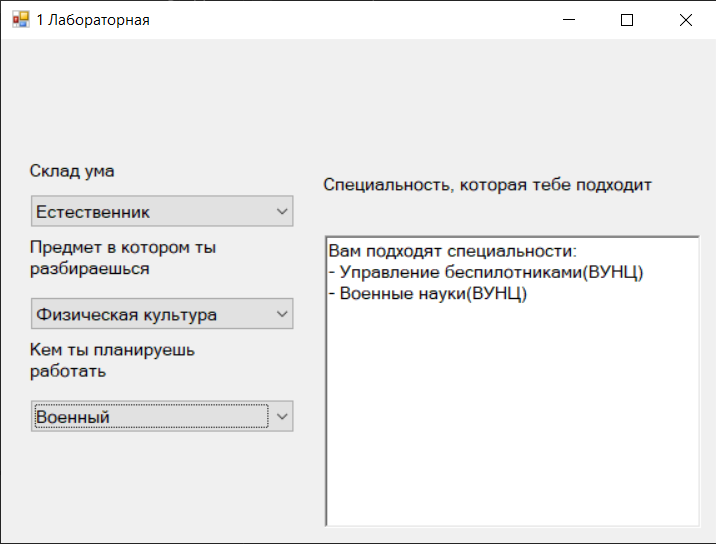 1 Лабораторная
Склад ума
Естественник
Предмет в котором ты
разбираешься
Физическая культура
Кем ты планируешь
работать
Военный
Специальность, которая тебе подходит
Вам подходят специальности:
- Управление беспилотниками(ВУНЦ)
- Военные науки(ВУНЦ)